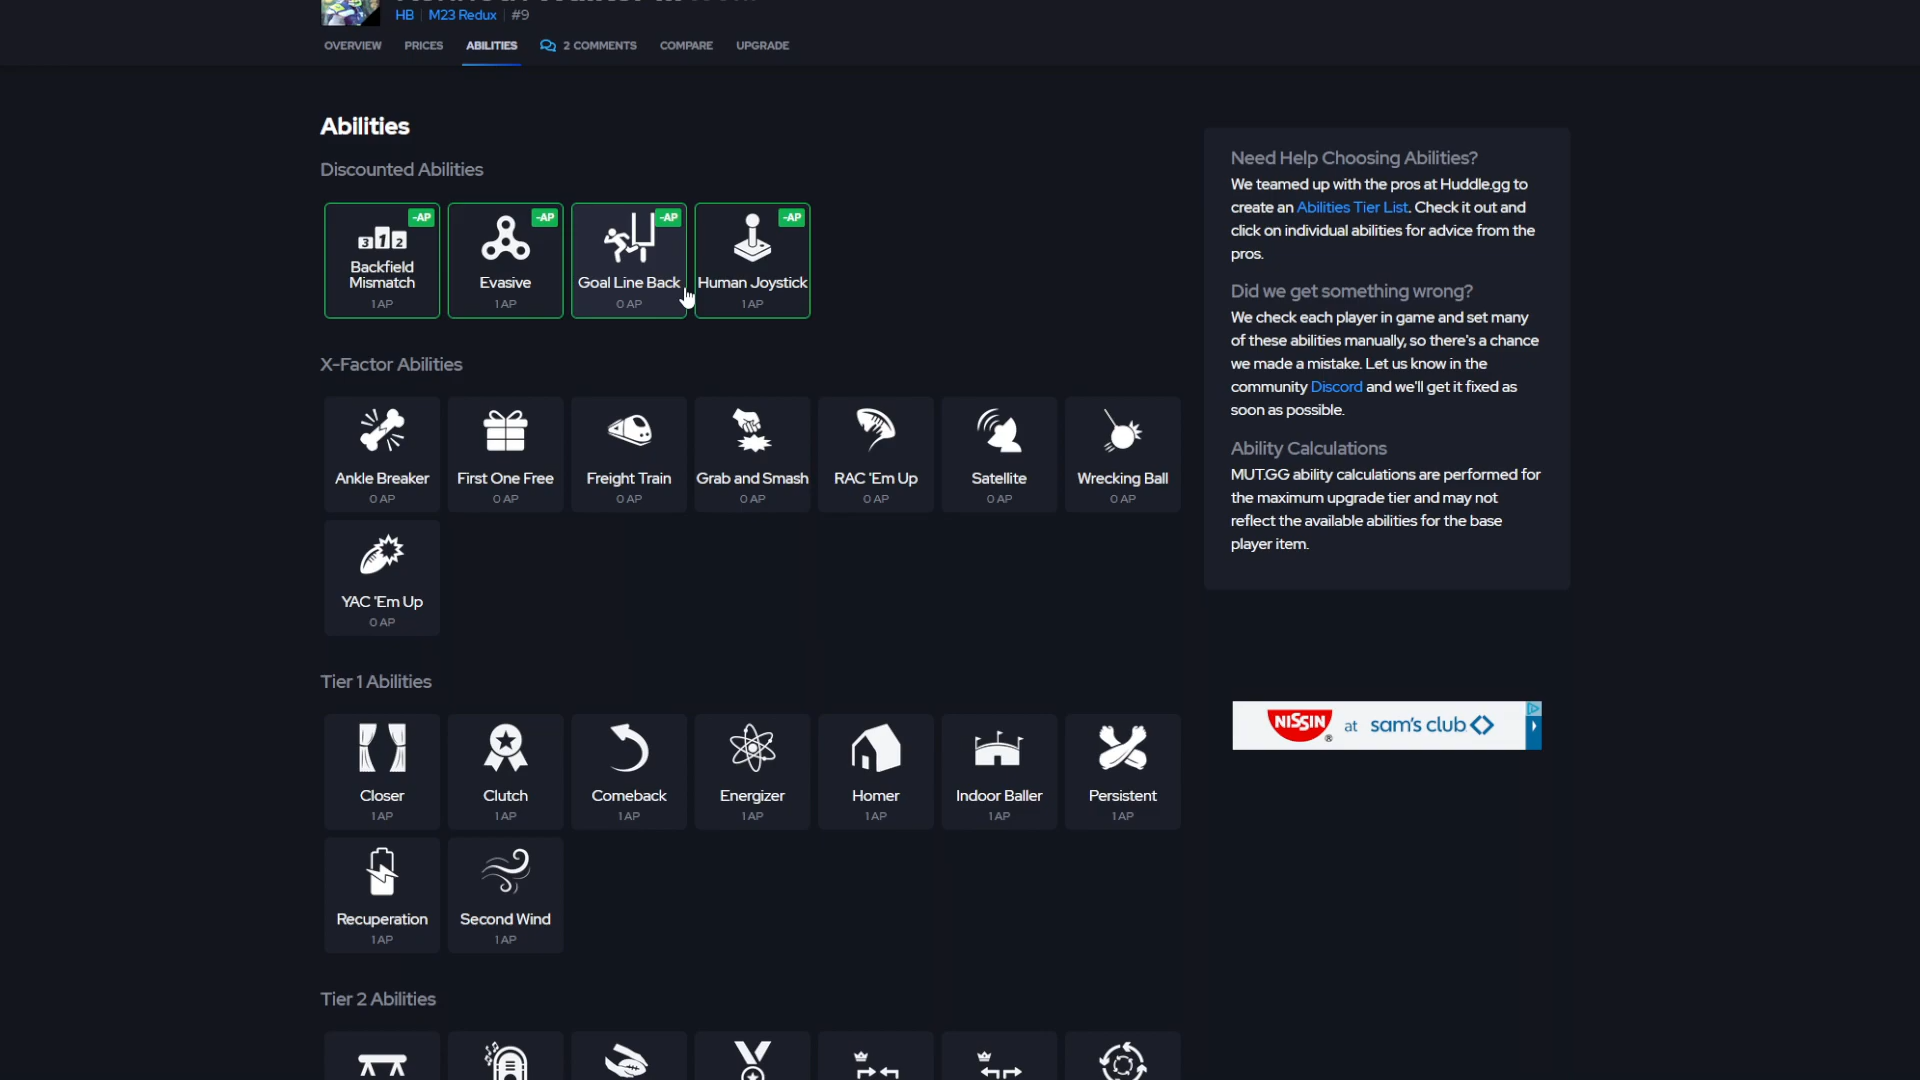 HB | M23 Redux | #9
OVERVIEW PRICES ABILITIES 2 COMMENTS COMPARE UPGRADE
Abilities
Discounted Abilities
-AP -AP -AP -AP
3 1 2
Backfield
Mismatch
1 AP
Evasive
1 AP
Goal Line Back
0 AP
Human Joystick
1 AP
X-Factor Abilities
Ankle Breaker
0 AP
First One Free
0 AP
Freight Train
0 AP
Grab and Smash
0 AP
RAC 'Em Up
0 AP
Satellite
0 AP
Wrecking Ball
0 AP
YAC 'Em Up
0 AP
Tier 1 Abilities
Closer
1 AP
Clutch
1 AP
Comeback
1 AP
Energizer
1 AP
Homer
1 AP
Indoor Baller
1 AP
Persistent
1 AP
Recuperation
1 AP
Second Wind
1 AP
Tier 2 Abilities
Need Help Choosing Abilities?
We teamed up with the pros at Huddle.gg to
create an Abilities Tier List. Check it out and
click on individual abilities for advice from the
pros.
Did we get something wrong?
We check each player in game and set many
of these abilities manually, so there's a chance
we made a mistake. Let us know in the
community Discord and we'll get it fixed as
soon as possible.
Ability Calculations
MUT.GG ability calculations are performed for
the maximum upgrade tier and may not
reflect the available abilities for the base
player item.
NISSIN® at sam's club